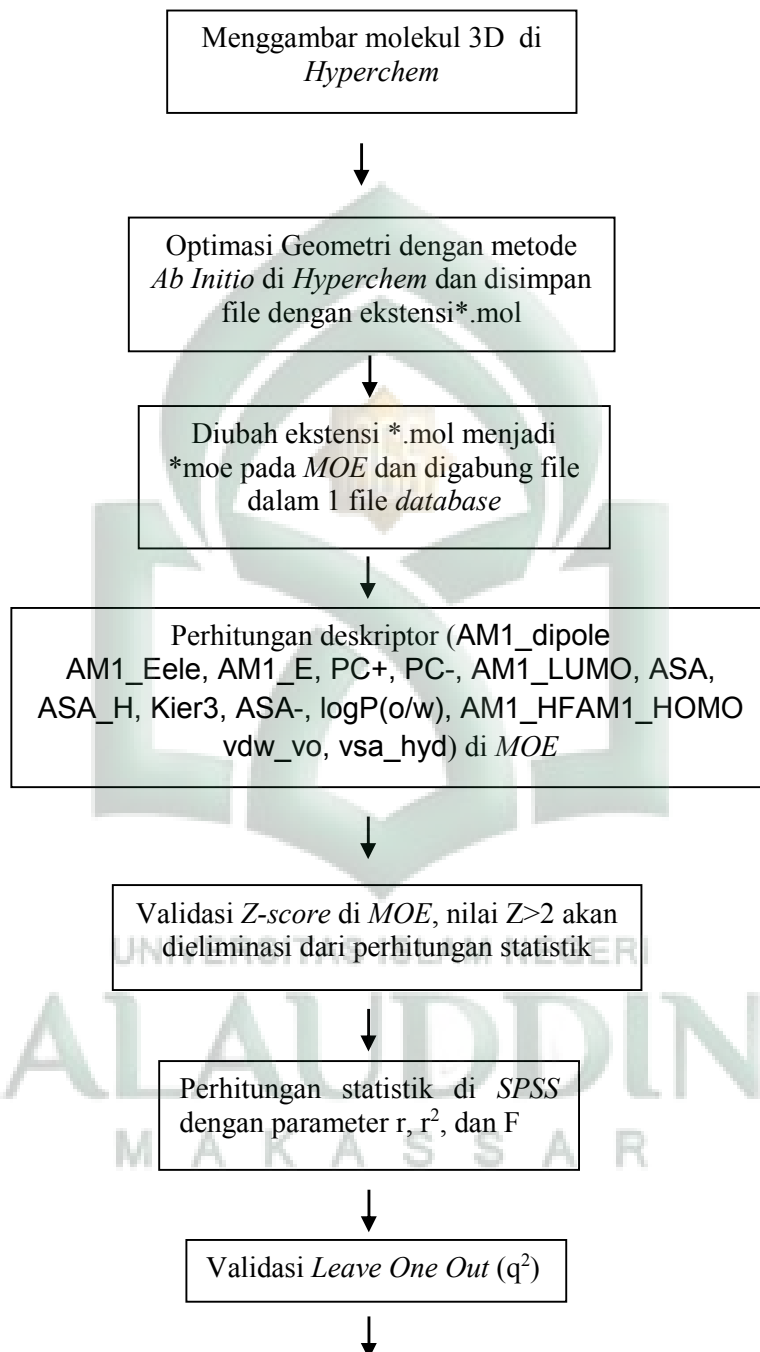 Menggambar molekul 3D di
Hyperchem
Optimasi Geometri dengan metode
Ab Initio di Hyperchem dan disimpan
file dengan ekstensi*.mol
Diubah ekstensi *.mol menjadi
*moe pada MOE dan digabung file
dalam 1 file database
Perhitungan deskriptor (AM1_dipole
AM1_Eele, AM1_E, PC+, PC-, AM1_LUMO, ASA,
ASA_H, Kier3, ASA-, logP(o/w), AM1_HFAM1_HOMO
vdw_vo, vsa_hyd) di MOE
Validasi Z-score di MOE, nilai Z>2 akan
dieliminasi dari perhitungan statistik
UNIVERSITAS ISLAM NEGERI
ALAUDDIN
Perhitungan statistik di SPSS
dengan parameter r, r², dan F
MAKASSAR
Validasi Leave One Out (q²)